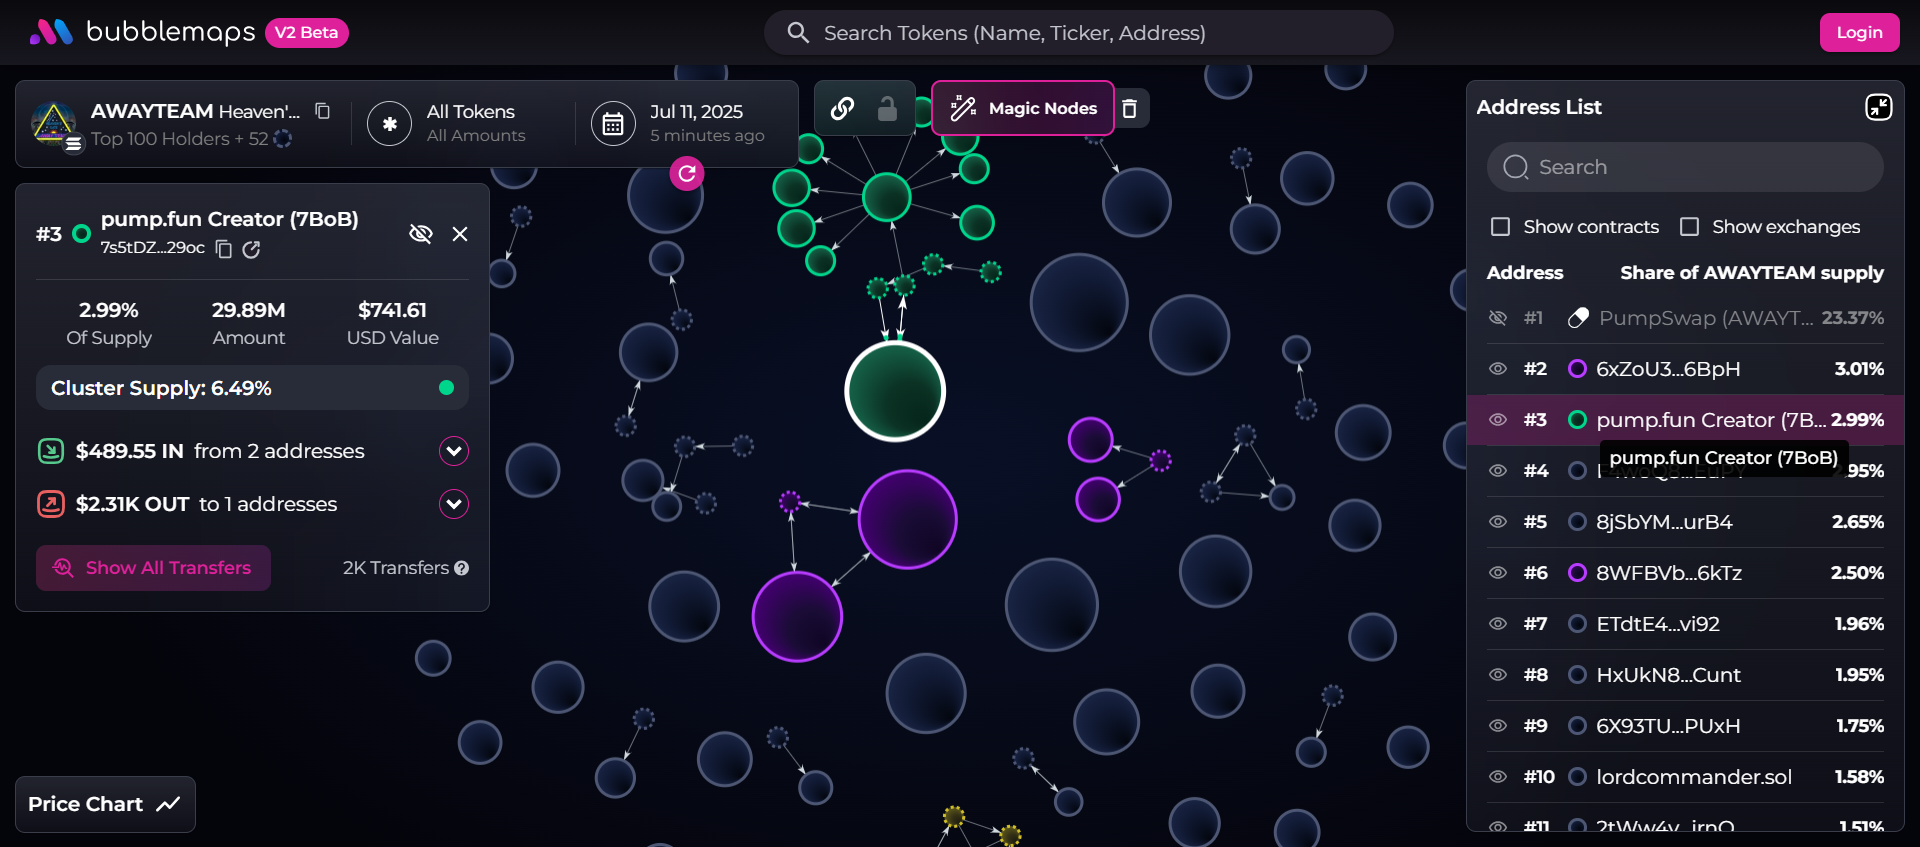 bubblemaps V2 Beta
Search Tokens (Name, Ticker, Address)
Login
AWAYTEAM Heaven'...
Top 100 Holders + 52
All Tokens
All Amounts
Jul 11, 2025
5 minutes ago
Magic Nodes
#3 pump.fun Creator (7BoB)
7s5tDZ...29oc
2.99% 29.89M $741.61
Of Supply Amount USD Value
Cluster Supply: 6.49%
$489.55 IN from 2 addresses
$2.31K OUT to 1 addresses
Show All Transfers 2K Transfers
Price Chart
Address List
Search
Show contracts Show exchanges
Address Share of AWAYTEAM supply
#1 PumpSwap (AWAYT... 23.37%
#2 6xZoU3...6BpH 3.01%
#3 pump.fun Creator (7B... 2.99%
pump.fun Creator (7BoB)
#4 .95%
#5 8jSbYM...urB4 2.65%
#6 8WFBVb...6kTz 2.50%
#7 ETdtE4...vi92 1.96%
#8 HxUkN8...Cunt 1.95%
#9 6X93TU...PUxH 1.75%
#10 lordcommander.sol 1.58%
#11 1.51%